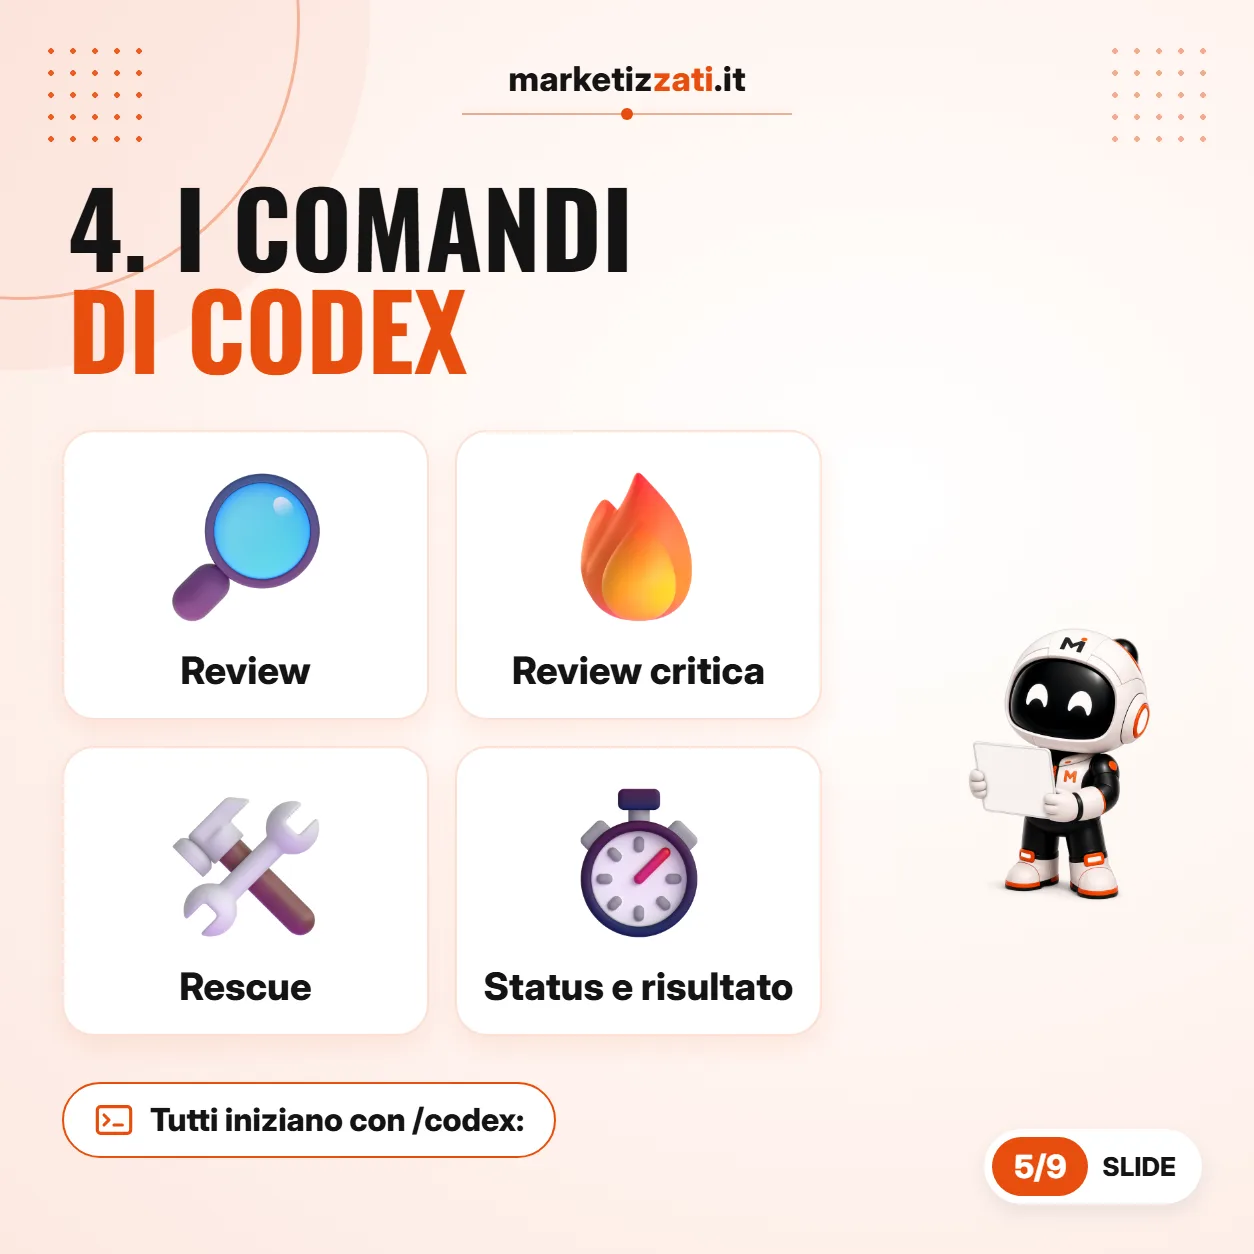 marketizzati.it
4. I COMANDI
DI CODEX
Review
Review critica
Rescue
Status e risultato
Tutti iniziano con /codex:
5/9 SLIDE
M
M